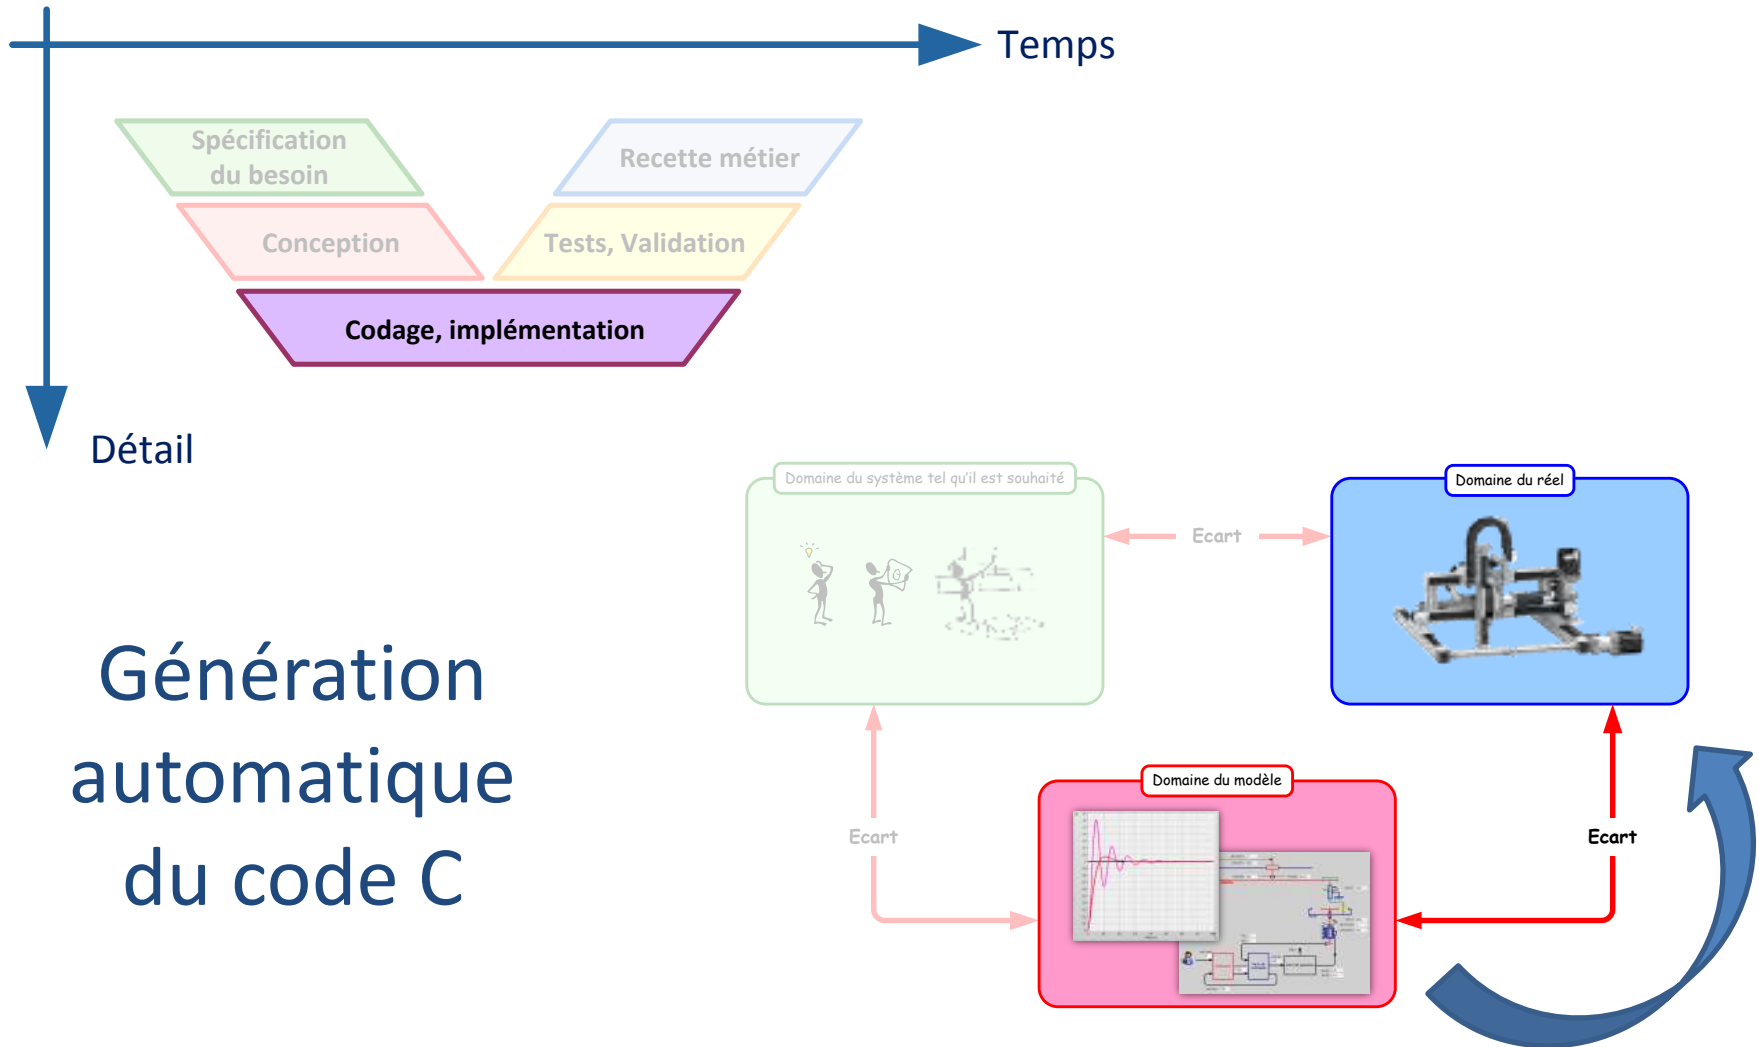 Temps
Spécification
du besoin
Recette métier
Conception
Tests, Validation
Codage, implémentation
Détail
Domaine du système tel qu'il est souhaité
Domaine du réel
Ecart
Génération
automatique
du code C
Domaine du modèle
Ecart
Ecart